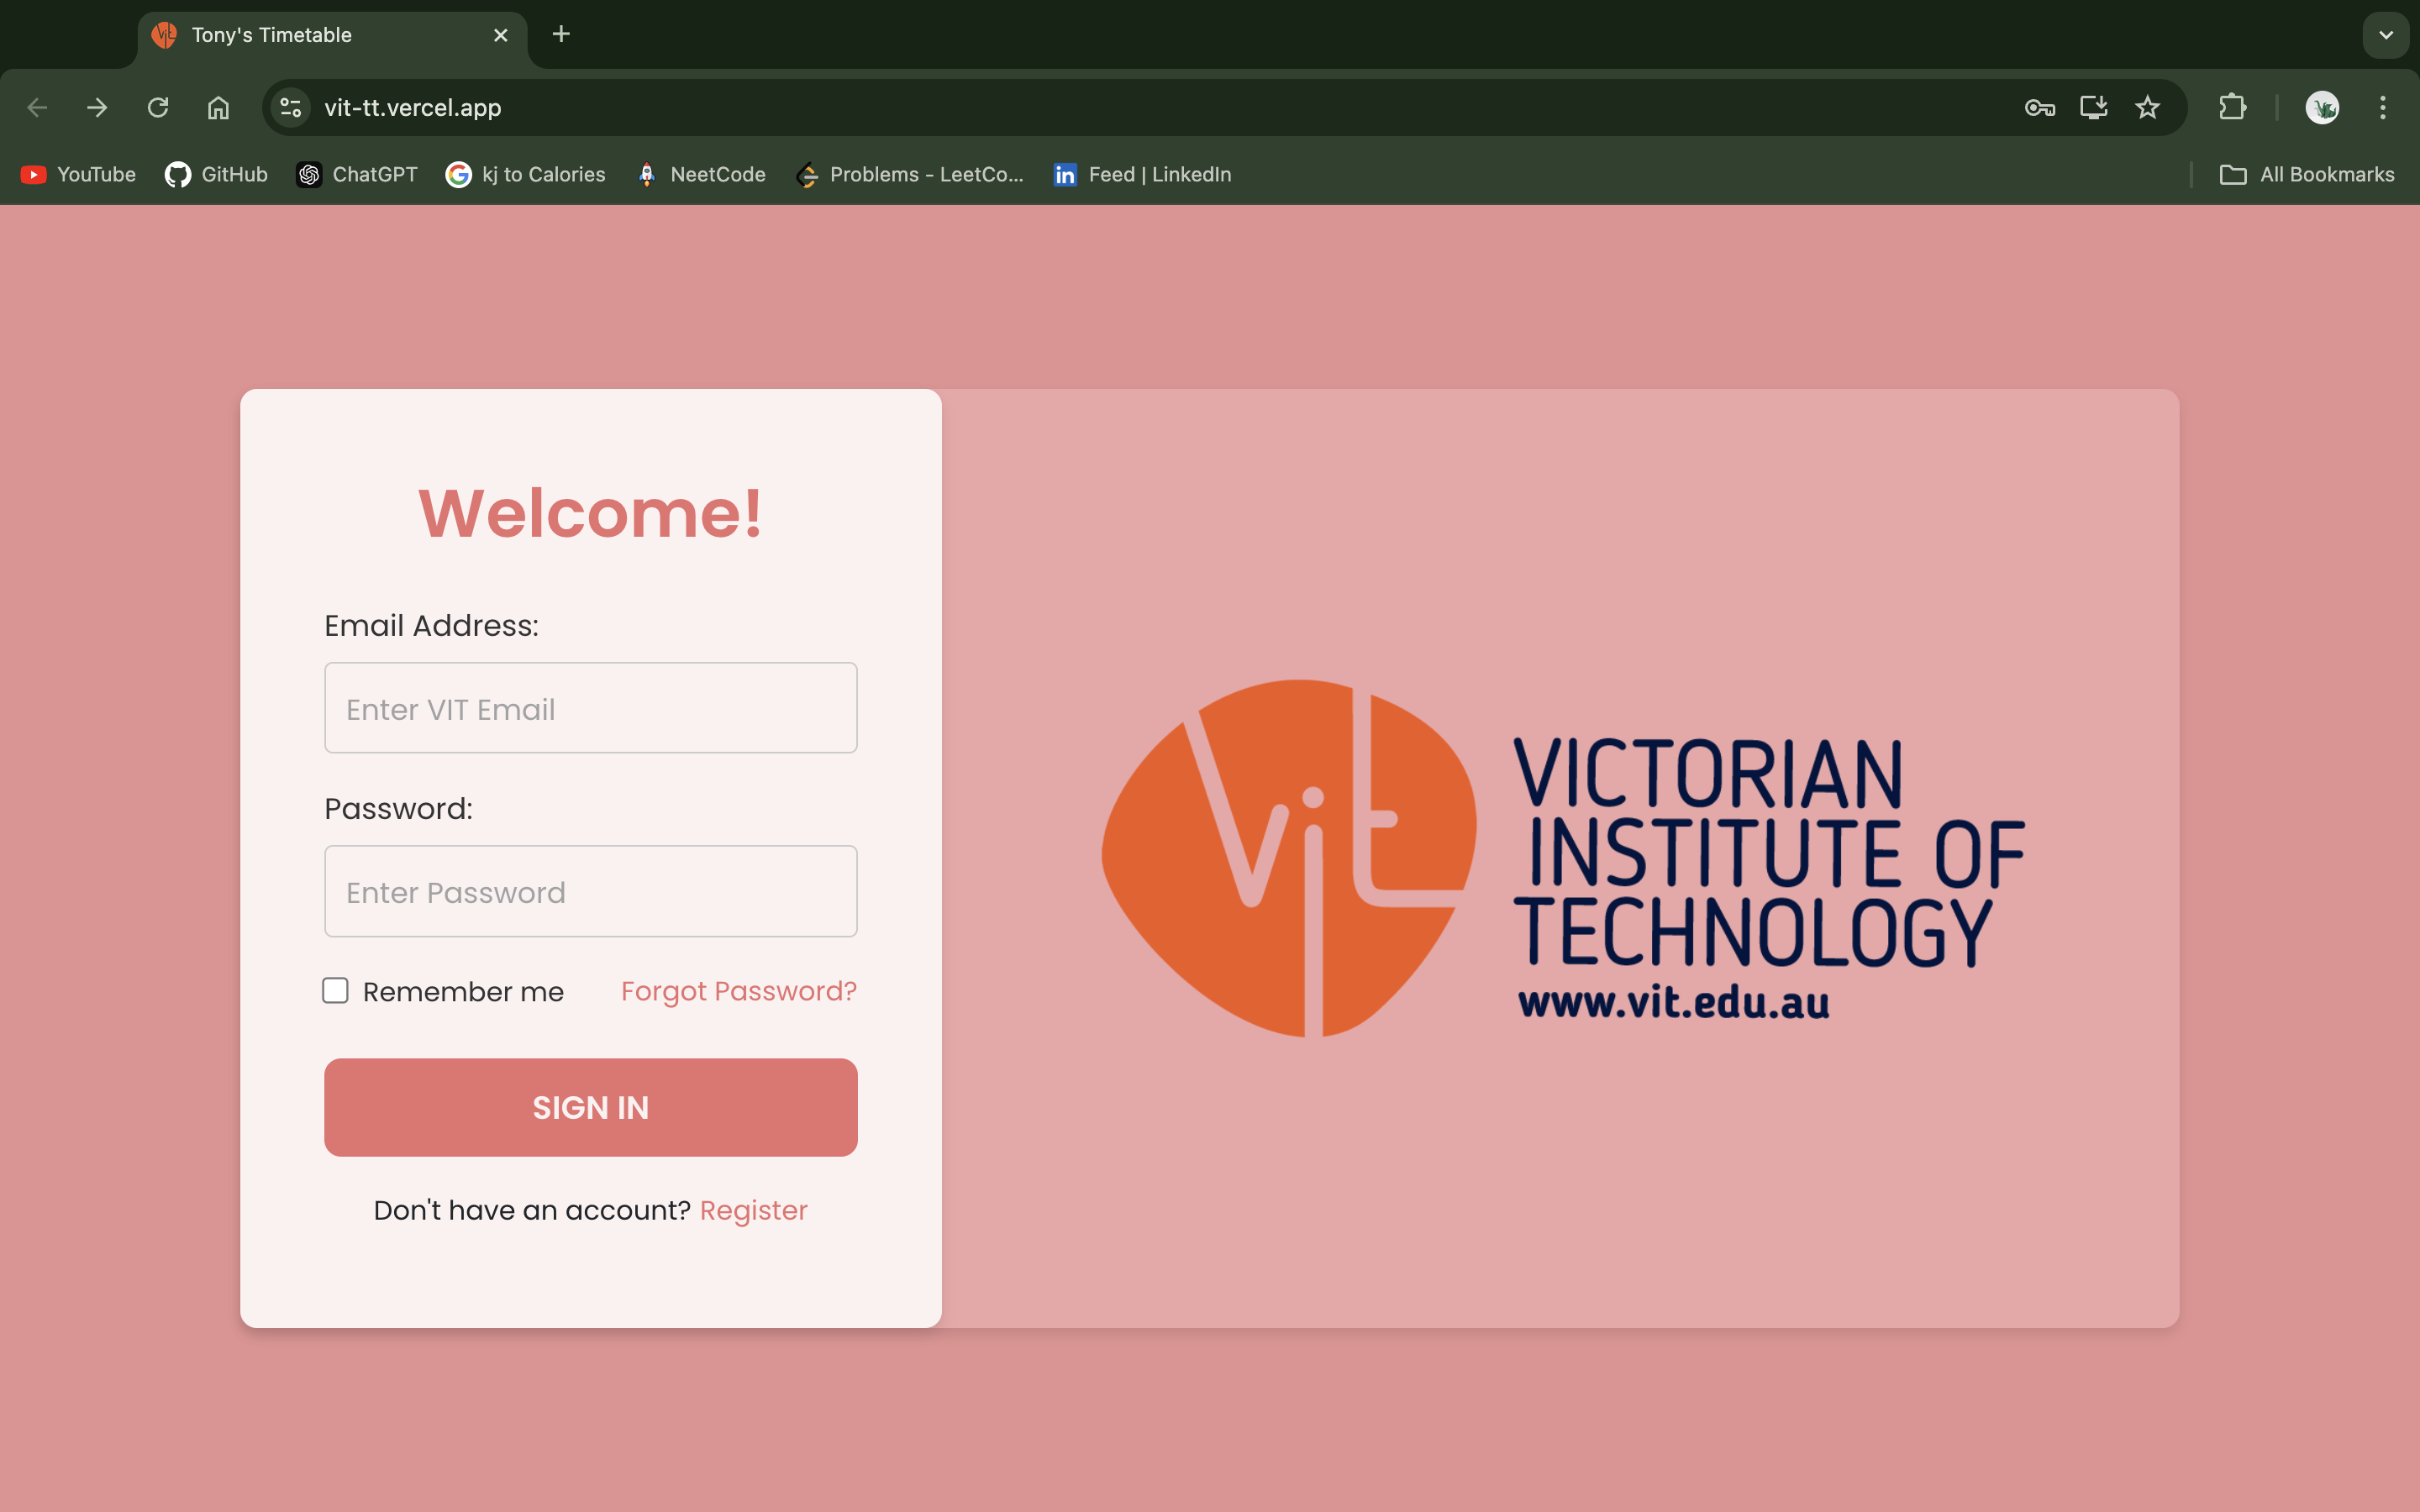 Tony's Timetable
vit-tt.vercel.app
YouTube GitHub ChatGPT kj to Calories NeetCode Problems - LeetCo... Feed | LinkedIn All Bookmarks
Welcome!
Email Address:
Enter VIT Email
Password:
Enter Password
Remember me Forgot Password?
SIGN IN
Don't have an account? Register
vit
VICTORIAN
INSTITUTE OF
TECHNOLOGY
www.vit.edu.au